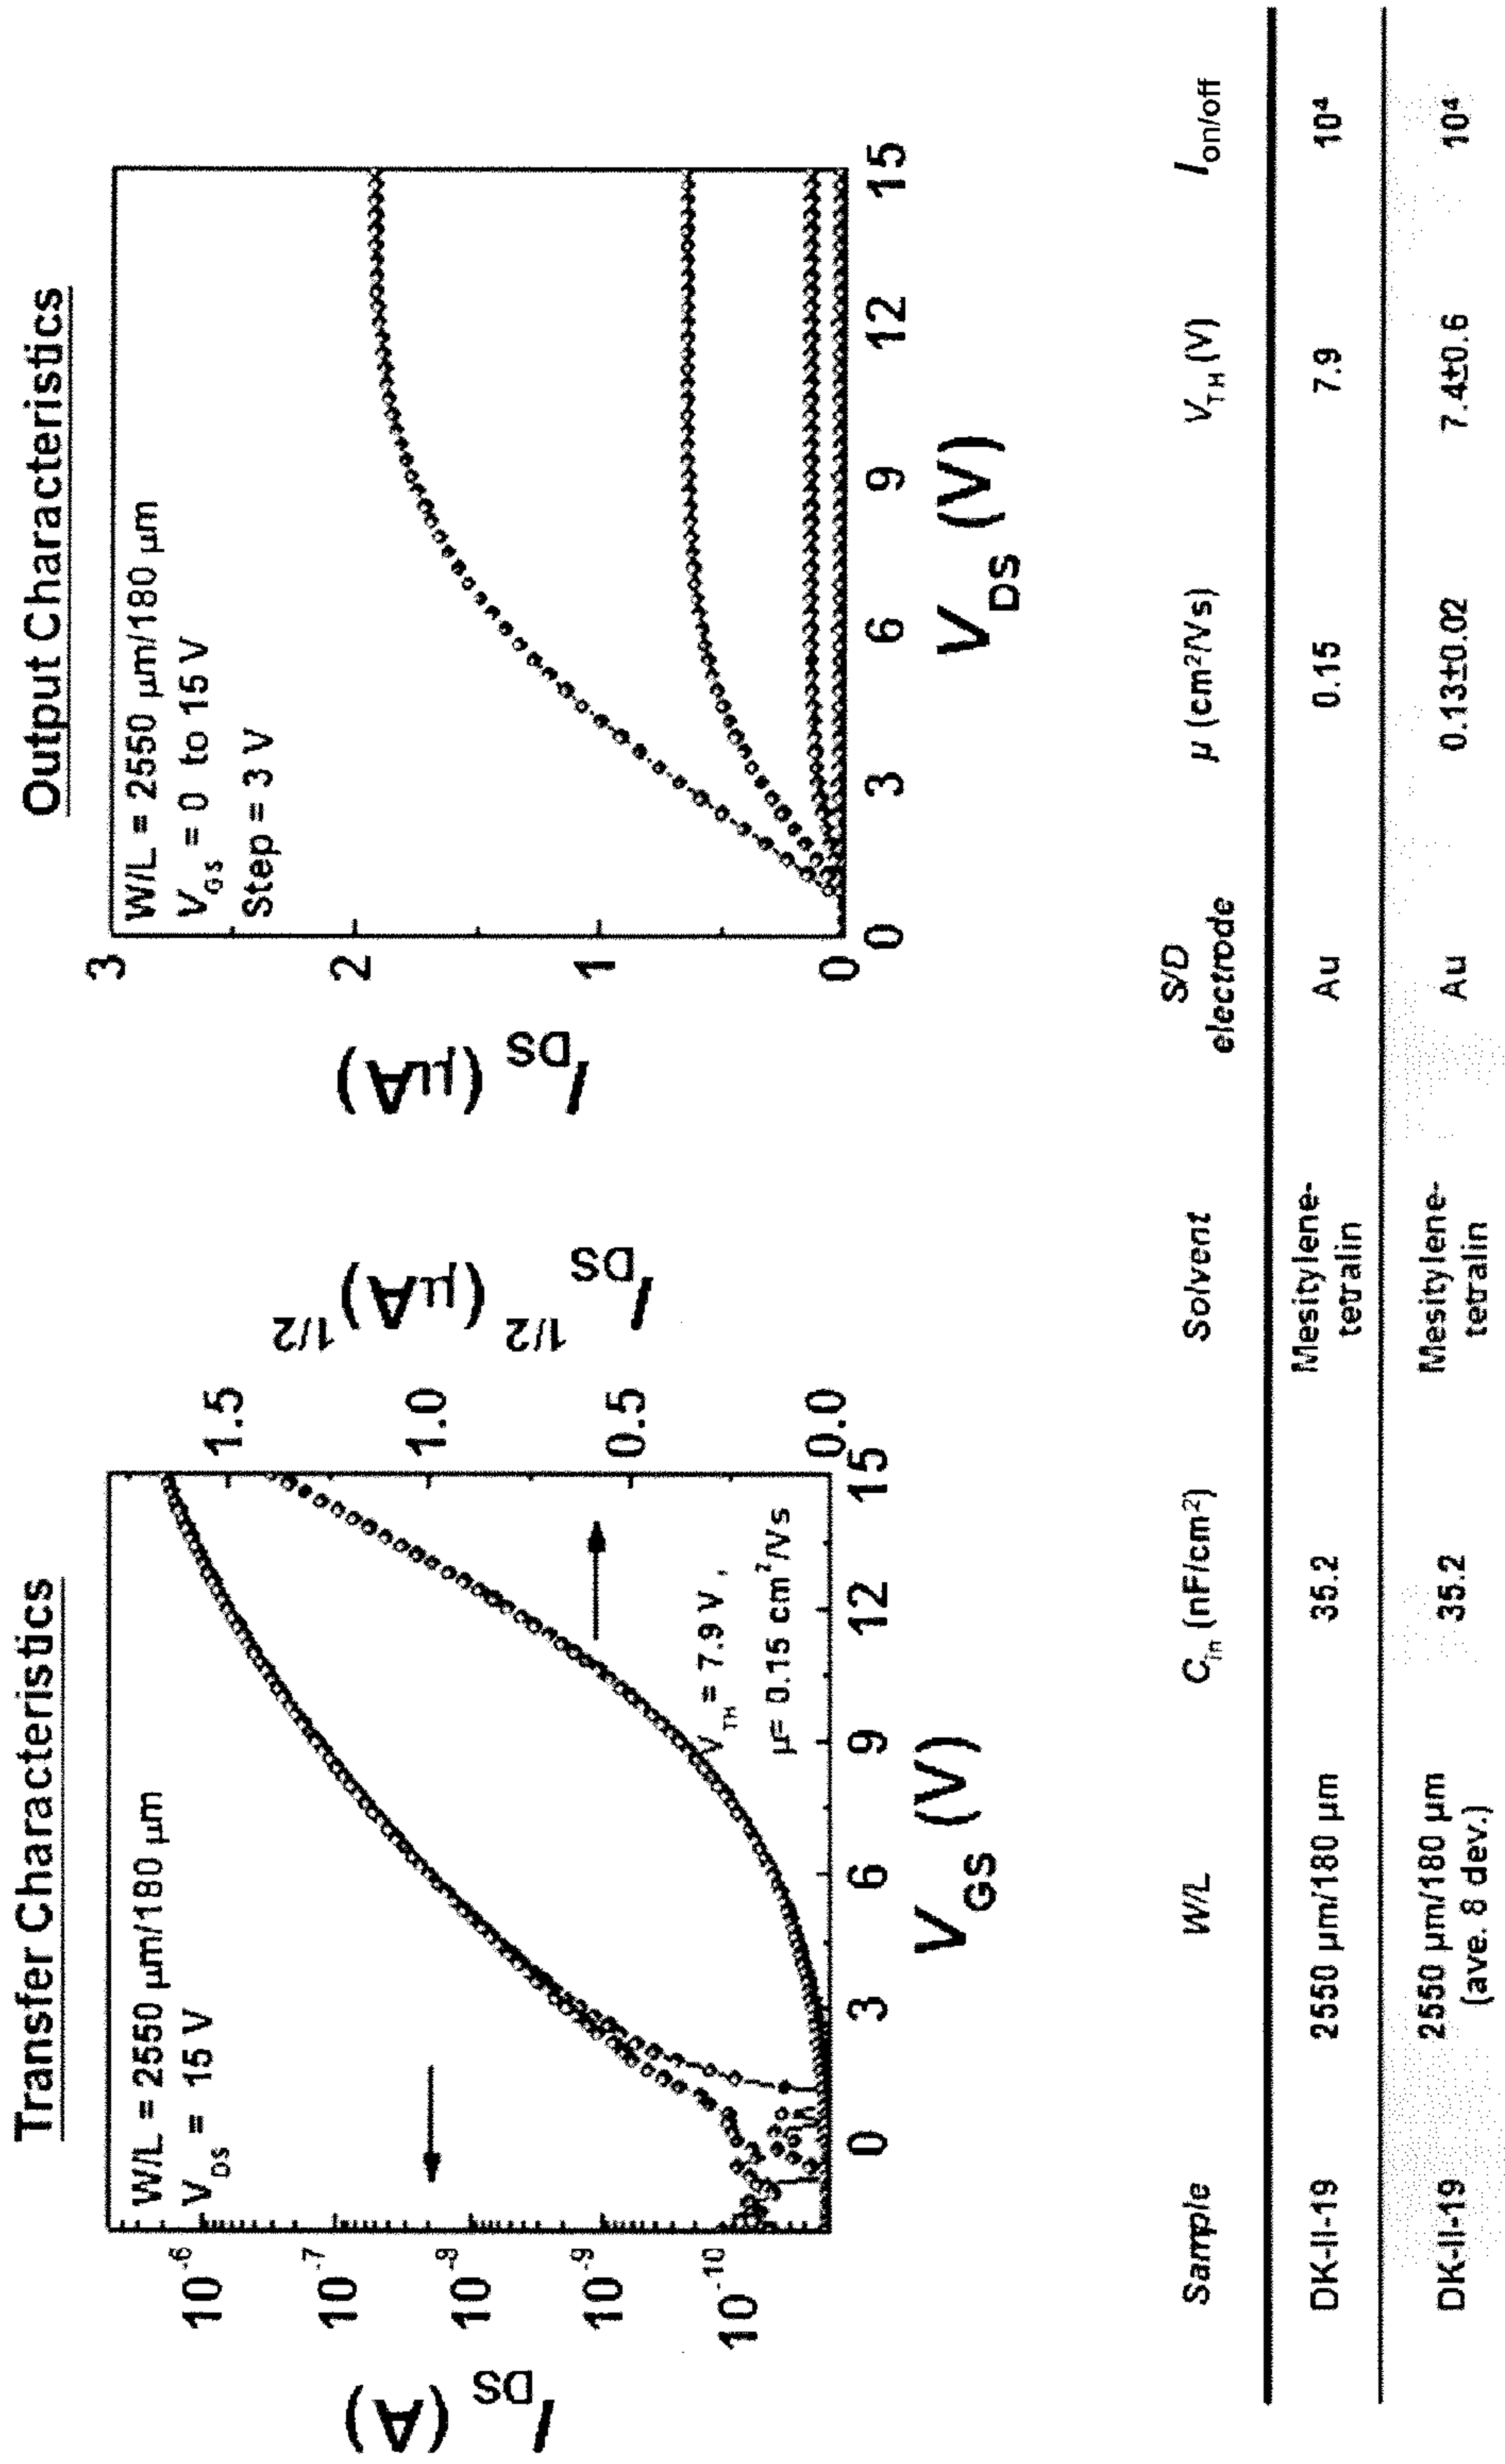 Transfer Characteristics
W/L = 2550 µm/180 µm
V_DS = 15 V
10^-6
10^-7
10^-8
10^-9
10^-10
I_DS (A)
1.5
1.0
0.5
0.0
I_DS^1/2 (µA)^1/2
V_TH = 7.9 V ,
µ= 0.15 cm²/Vs
0 3 6 9 12 15
V_GS (V)
Output Characteristics
W/L = 2550 µm/180 µm
V_GS = 0 to 15 V
Step = 3 V
3
2
1
0
I_DS (µA)
0 3 6 9 12 15
V_DS (V)
Sample W/L C_in (nF/cm²) Solvent S/D electrode µ (cm²/Vs) V_TH (V) I_on/off
DK-II-19 2550 µm/180 µm 35.2 Mesitylene-tetralin Au 0.15 7.9 10⁴
DK-II-19 2550 µm/180 µm (ave. 8 dev.) 35.2 Mesitylene-tetralin Au 0.13±0.02 7.4±0.6 10⁴